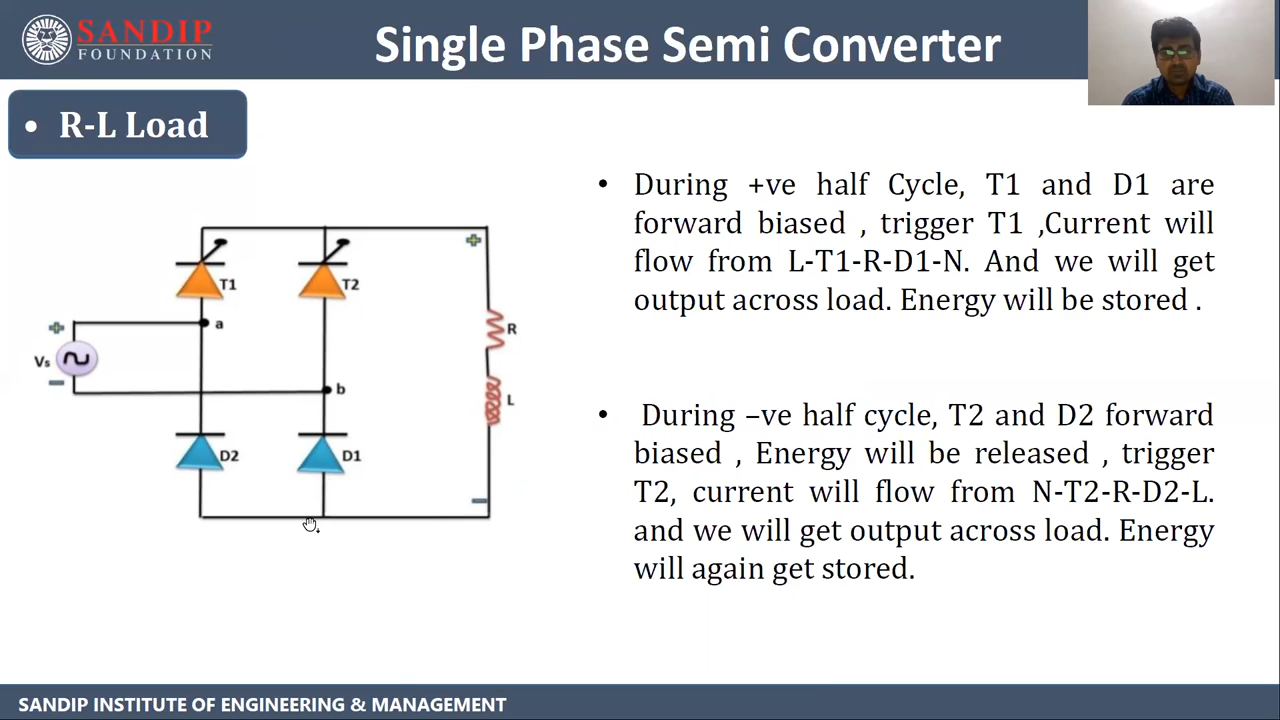 SANDIP
FOUNDATION
Single Phase Semi Converter
• R-L Load
• During +ve half Cycle, T1 and D1 are
forward biased , trigger T1 ,Current will
flow from L-T1-R-D1-N. And we will get
output across load. Energy will be stored .
• During –ve half cycle, T2 and D2 forward
biased , Energy will be released , trigger
T2, current will flow from N-T2-R-D2-L.
and we will get output across load. Energy
will again get stored.
+
T1
T2
+
a
R
Vs
–
b
L
D2
D1
–
SANDIP INSTITUTE OF ENGINEERING & MANAGEMENT